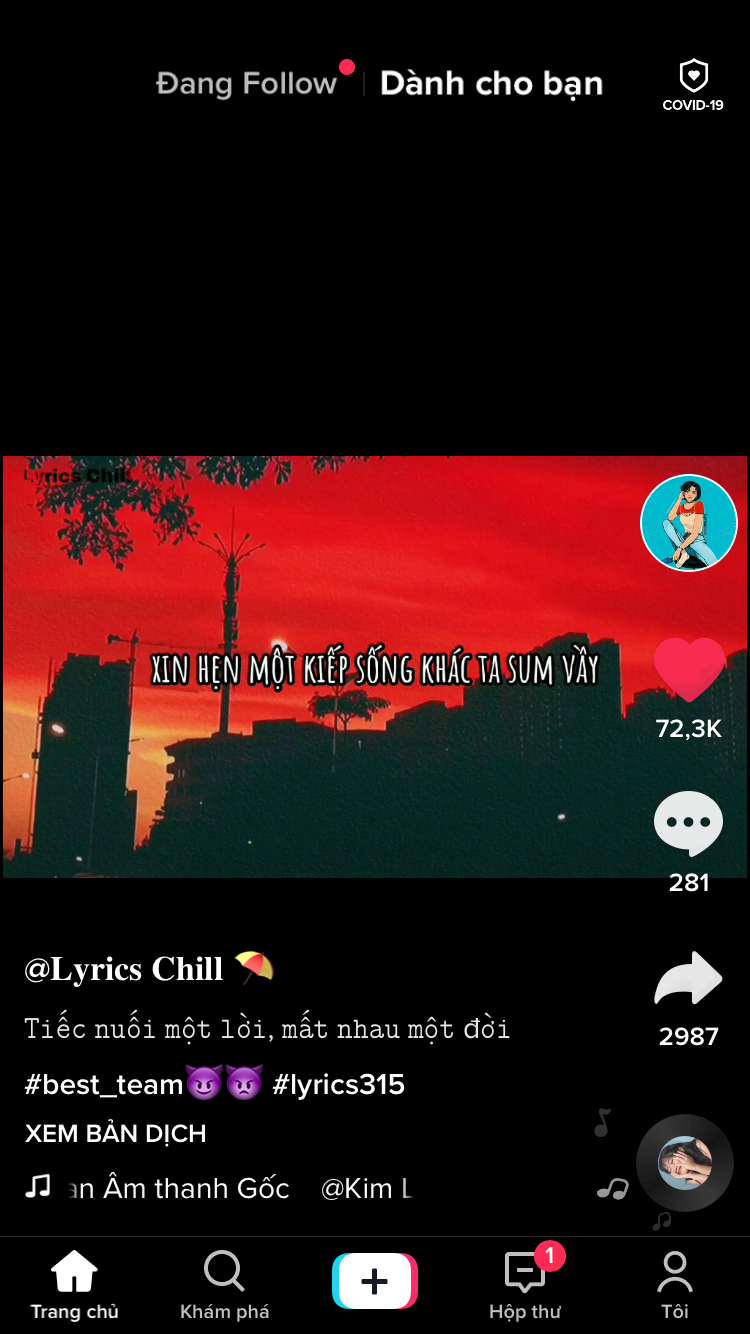 Đang Follow
Dành cho bạn
COVID-19
Lyrics Chill
XIN HẸN MỘT KIẾP SỐNG KHÁC TA SUM VẦY
72,3K
281
@Lyrics Chill
Tiếc nuối một lời, mất nhau một đời
2987
#best_team😈👿 #lyrics315
XEM BẢN DỊCH
an Âm thanh Gốc @Kim L
1
Trang chủ
Khám phá
Hộp thư
Tôi